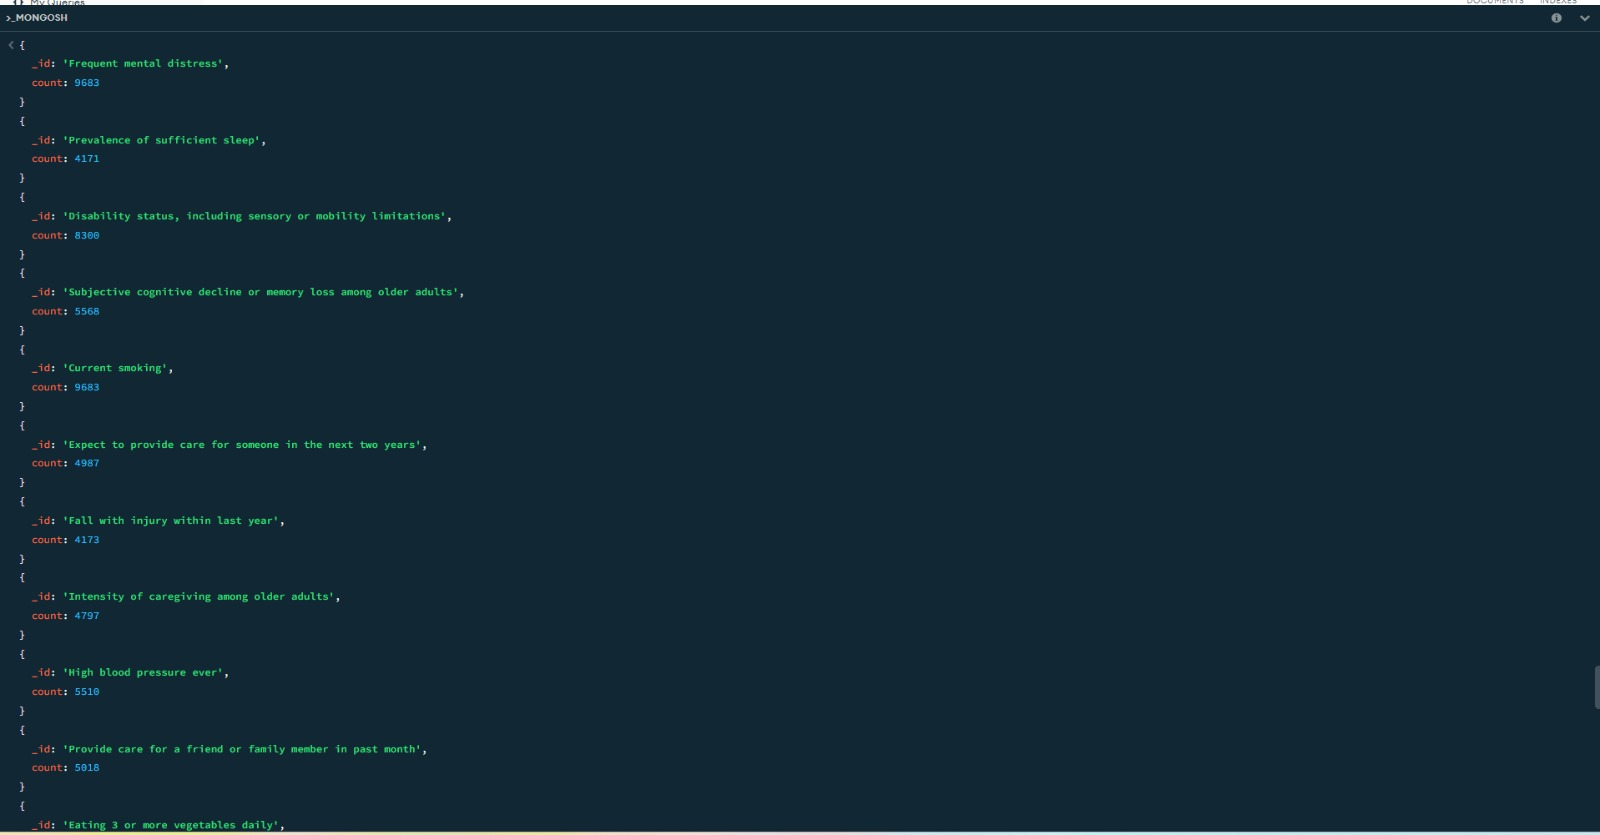 My Queries
DOCUMENTS INDEXES
>_MONGOSH
< {
_id: 'Frequent mental distress',
count: 9683
}
{
_id: 'Prevalence of sufficient sleep',
count: 4171
}
{
_id: 'Disability status, including sensory or mobility limitations',
count: 8300
}
{
_id: 'Subjective cognitive decline or memory loss among older adults',
count: 5568
}
{
_id: 'Current smoking',
count: 9683
}
{
_id: 'Expect to provide care for someone in the next two years',
count: 4987
}
{
_id: 'Fall with injury within last year',
count: 4173
}
{
_id: 'Intensity of caregiving among older adults',
count: 4797
}
{
_id: 'High blood pressure ever',
count: 5510
}
{
_id: 'Provide care for a friend or family member in past month',
count: 5018
}
{
_id: 'Eating 3 or more vegetables daily',